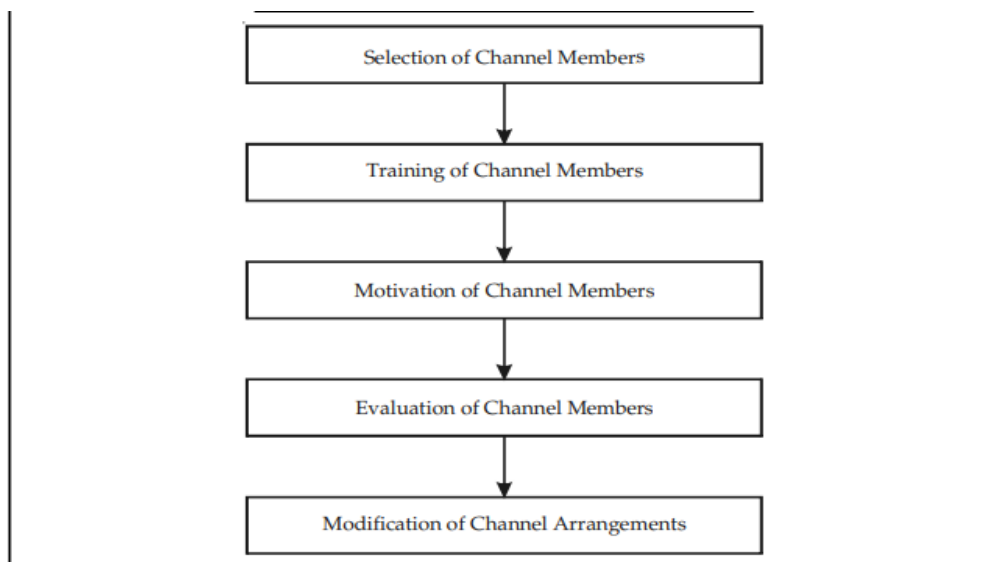 Selection of Channel Members
Training of Channel Members
Motivation of Channel Members
Evaluation of Channel Members
Modification of Channel Arrangements